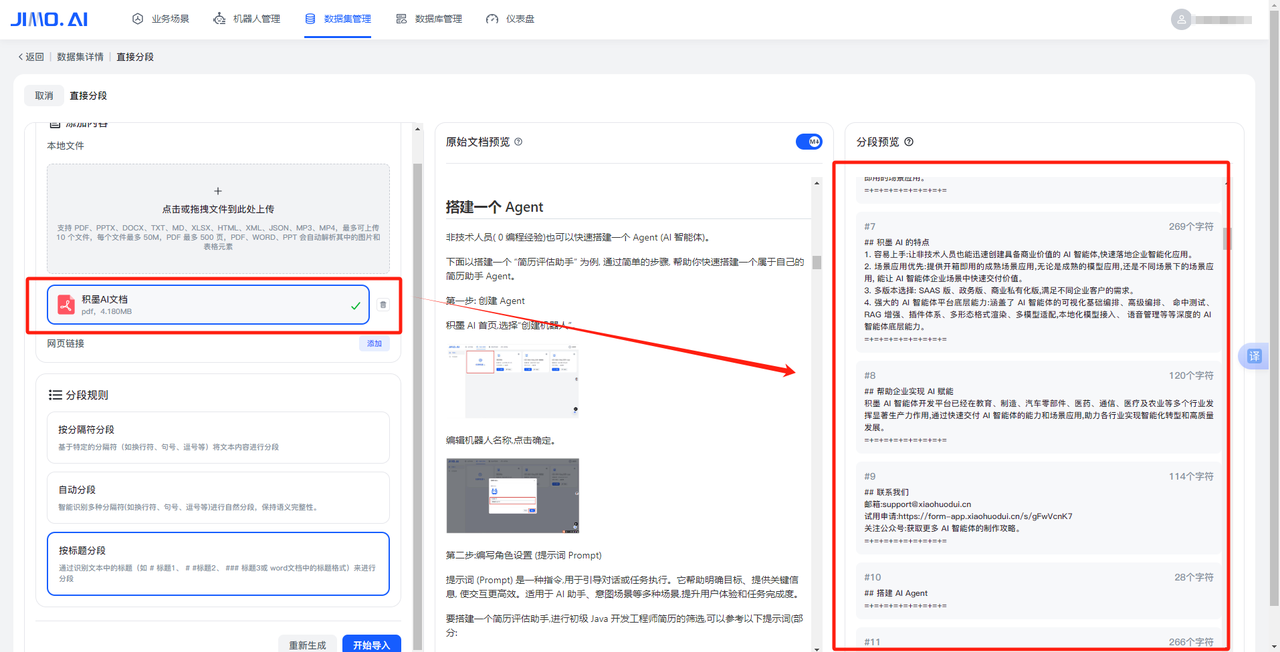 JIMO.AI
业务场景
机器人管理
数据集管理
数据库管理
仪表盘
返回
数据集详情
直接分段
取消
直接分段
添加内容
本地文件
点击或拖拽文件到此处上传
支持 PDF、PPTX、DOCX、TXT、MD、XLSX、HTML、XML、JSON、MP3、MP4，最多可上传
10 个文件，每个文件最多 50M，PDF 最多 500 页，PDF、WORD、PPT 会自动解析其中的图片和
表格元素
积墨AI文档
pdf，4.180MB
网页链接
添加
分段规则
按分隔符分段
基于特定的分隔符（如换行符、句号、逗号等）将文本内容进行分段
自动分段
智能识别多种分隔符(如换行符、句号、逗号等)进行自然分段，保持语义完整性。
按标题分段
通过识别文本中的标题（如 # 标题1、 # #标题2、 ### 标题3或 word文档中的标题格式）来进行
分段
重新生成
开始导入
原始文档预览
M↓
搭建一个 Agent
非技术人员( 0 编程经验)也可以快速搭建一个 Agent (AI 智能体)。
下面以搭建一个 “简历评估助手” 为例, 通过简单的步骤, 帮助你快速搭建一个属于自己的
简历助手 Agent。
第一步: 创建 Agent
积墨 AI 首页,选择“创建机器人”
编辑机器人名称,点击确定。
第二步:编写角色设置 (提示词 Prompt)
提示词 (Prompt) 是一种指令,用于引导对话或任务执行。它帮助明确目标、提供关键信
息, 使交互更高效。适用于 AI 助手、意图场景等多种场景,提升用户体验和任务完成度。
要搭建一个简历评估助手,进行初级 Java 开发工程师简历的筛选,可以参考以下提示词(部
分:
分段预览
即用的场景应用。
=+=+=+=+=+=+=+=+=
#7
269个字符
## 积墨 AI 的特点
1. 容易上手:让非技术人员也能迅速创建具备商业价值的 AI 智能体,快速落地企业智能化应用。
2. 场景应用优先:提供开箱即用的成熟场景应用,无论是成熟的模型应用,还是不同场景下的场景应
用, 能让 AI 智能体企业场景中快速交付价值。
3. 多版本选择: SAAS 版、政务版、商业私有化版,满足不同企业客户的需求。
4. 强大的 AI 智能体平台底层能力:涵盖了 AI 智能体的可视化基础编排、高级编排、 命中测试、
RAG 增强、插件体系、多形态格式渲染、多模型适配,本地化模型接入、 语音管理等等深度的 AI
智能体底层能力。
=+=+=+=+=+=+=+=+=
#8
120个字符
## 帮助企业实现 AI 赋能
积墨 AI 智能体开发平台已经在教育、制造、汽车零部件、医药、通信、医疗及农业等多个行业发
挥显著生产力作用,通过快速交付 AI 智能体的能力和场景应用,助力各行业实现智能化转型和高质量
发展。
=+=+=+=+=+=+=+=+=
#9
114个字符
## 联系我们
邮箱:support@xiaohuodui.cn
试用申请:https://form-app.xiaohuodui.cn/s/gFwVcnK7
关注公众号:获取更多 AI 智能体的制作攻略。
=+=+=+=+=+=+=+=+=
#10
28个字符
## 搭建 AI Agent
=+=+=+=+=+=+=+=+=
#11
266个字符
译